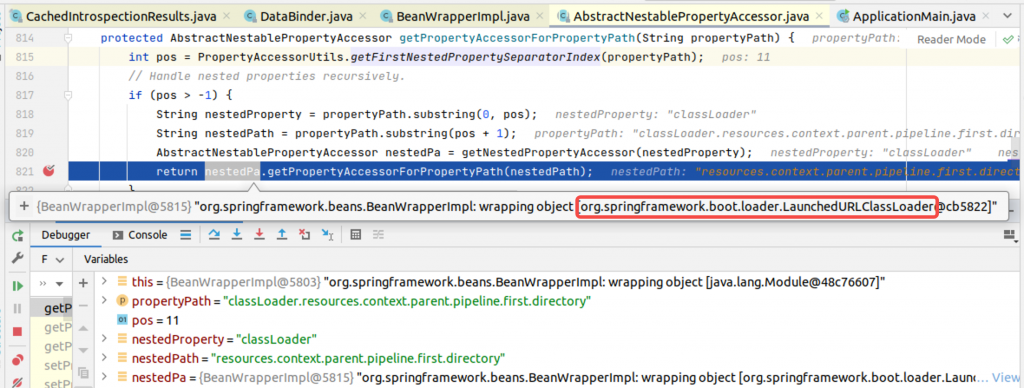 CachedIntrospectionResults.java × DataBinder.java × BeanWrapperImpl.java × AbstractNestablePropertyAccessor.java × ApplicationMain.java ×
814 protected AbstractNestablePropertyAccessor getPropertyAccessorForPropertyPath(String propertyPath) { propertyPath: Reader Mode
815 int pos = PropertyAccessorUtils.getFirstNestedPropertySeparatorIndex(propertyPath); pos: 11
816 // Handle nested properties recursively.
817 if (pos > -1) {
818 String nestedProperty = propertyPath.substring(0, pos); nestedProperty: "classLoader"
819 String nestedPath = propertyPath.substring(pos + 1); propertyPath: "classLoader.resources.context.parent.pipeline.first.dire
820 AbstractNestablePropertyAccessor nestedPa = getNestedPropertyAccessor(nestedProperty); nestedProperty: "classLoader" nes
821 return nestedPa.getPropertyAccessorForPropertyPath(nestedPath); nestedPath: "resources.context.parent.pipeline.first.direct
}
+ {BeanWrapperImpl@5815} "org.springframework.beans.BeanWrapperImpl: wrapping object [org.springframework.boot.loader.LaunchedURLClassLoader@cb5822]"
Debugger Console
F Variables
> this = {BeanWrapperImpl@5803} "org.springframework.beans.BeanWrapperImpl: wrapping object [java.lang.Module@48c76607]"
> propertyPath = "classLoader.resources.context.parent.pipeline.first.directory"
getP
pos = 11
getP
> nestedProperty = "classLoader"
getP
> nestedPath = "resources.context.parent.pipeline.first.directory"
setPr
> nestedPa = {BeanWrapperImpl@5815} "org.springframework.beans.BeanWrapperImpl: wrapping object [org.springframework.boot.loader.Laun... View
setP